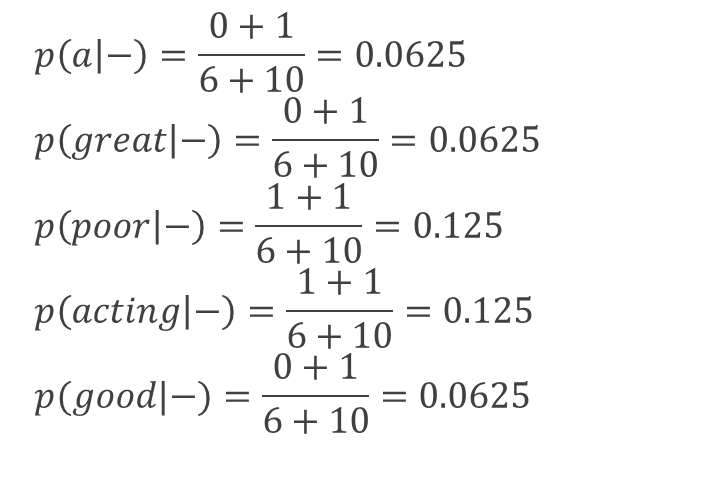 p(a|−) = (0 + 1)/(6 + 10) = 0.0625
p(great|−) = (0 + 1)/(6 + 10) = 0.0625
p(poor|−) = (1 + 1)/(6 + 10) = 0.125
p(acting|−) = (1 + 1)/(6 + 10) = 0.125
p(good|−) = (0 + 1)/(6 + 10) = 0.0625